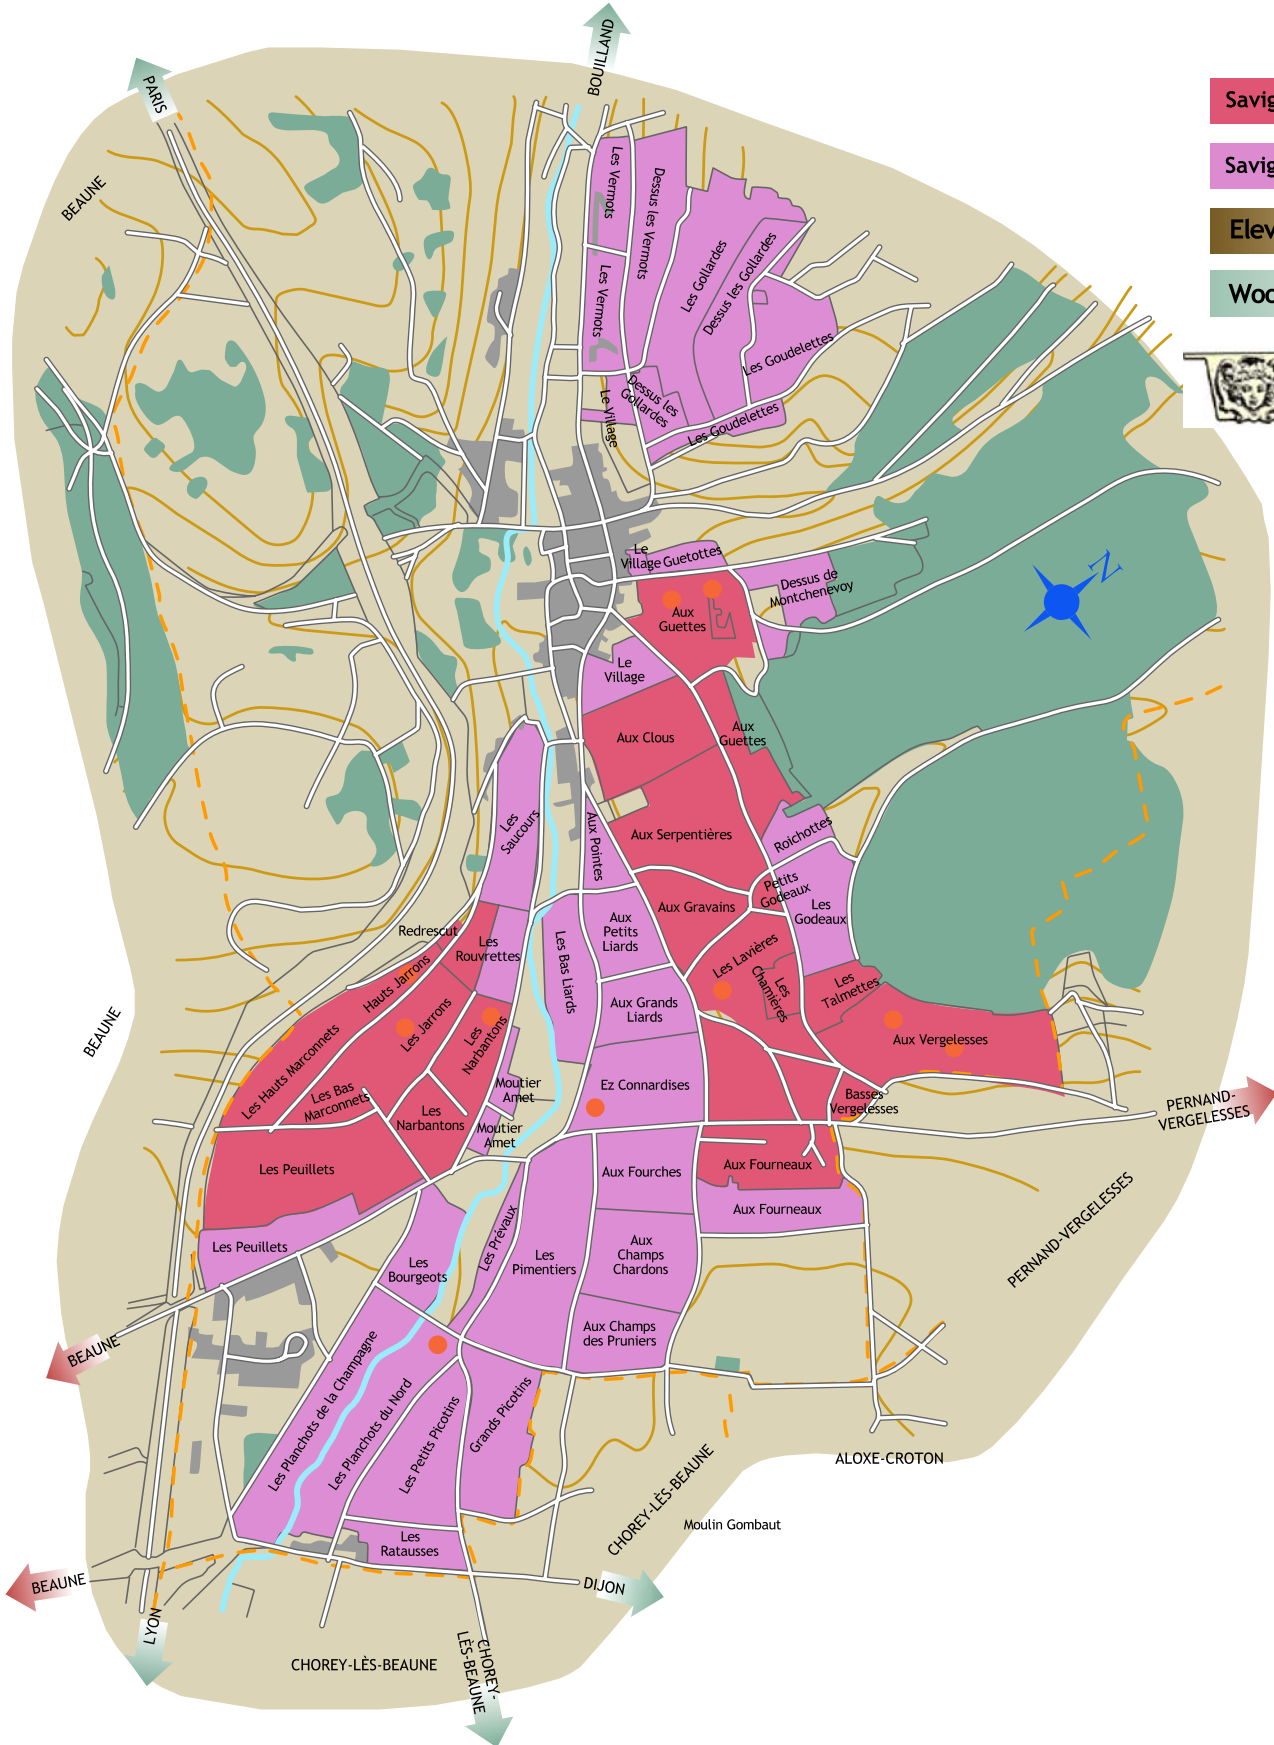 BOUILLAND
PARIS
BEAUNE
Savig
Savig
Elev
Woo
Les Vermots
Dessus les Vermots
Les Gollardes
Dessus les Gollardes
Les Vermots
Les Goudelettes
Dessus les
Gollardes
Le Village
Les Goudelettes
Le
Village
Guetottes
Dessus de
Montchenevoy
N
Aux
Guettes
Le
Village
Aux Clous
Aux
Guettes
Les
Saucours
Aux Pointes
Aux Serpentières
Roichottes
Petits
Godeaux
Les
Godeaux
Aux Gravains
Aux
Petits
Liards
Redrescut
Les
Rouvrettes
Les Bas Liards
Les Lavières
Les
Charnières
Les
Talmettes
Hauts Jarrons
Les Jarrons
Les
Narbantons
Aux Grands
Liards
Aux Vergelesses
BEAUNE
Les Hauts Marconnets
Les Bas
Marconnets
Les
Narbantons
Moutier
Amet
Moutier
Amet
Ez Connardises
Basses
Vergelesses
PERNAND-
VERGELESSES
Les Peuillets
Aux Fourches
Aux Fourneaux
Aux Fourneaux
PERNAND-VERGELESSES
Les Peuillets
Les
Bourgeots
Les Prévaux
Les
Pimentiers
Aux
Champs
Chardons
Aux Champs
des Pruniers
BEAUNE
Les Planchots de la Champagne
Les Planchots du Nord
Les Petits Picotins
Grands Picotins
ALOXE-CROTON
CHOREY-LÈS-BEAUNE
Moulin Gombaut
Les
Ratausses
BEAUNE
DIJON
LYON
CHOREY-LÈS-BEAUNE
CHOREY-
LÈS-BEAUNE